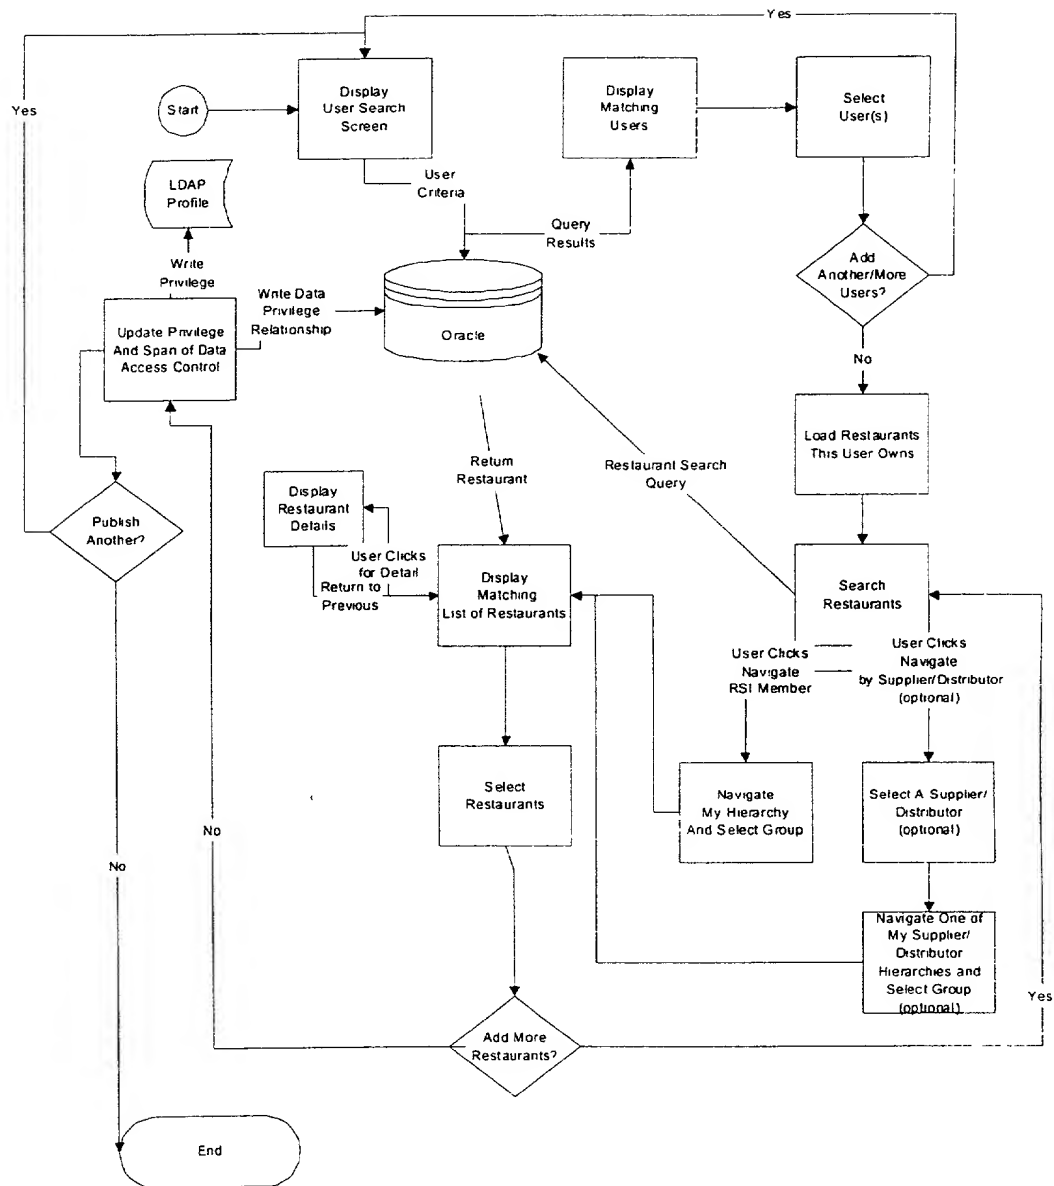 Yes
Yes
Start
Display
User Search
Screen
Display
Matching
Users
Select
User(s)
LDAP
Profile
User
Criteria
Query
Results
Write
Privilege
Add
Another/More
Users?
Write Data
Privilege
Relationship
Update Privilege
And Span of Data
Access Control
Oracle
No
Load Restaurants
This User Owns
Return
Restaurant
Restaurant Search
Query
Display
Restaurant
Details
Publish
Another?
User Clicks
for Detail
Return to
Previous
Display
Matching
List of Restaurants
Search
Restaurants
User Clicks
Navigate
RSI Member
User Clicks
Navigate
by Supplier/Distributor
(optional)
Select
Restaurants
Navigate
My Hierarchy
And Select Group
Select A Supplier/
Distributor
(optional)
No
No
Navigate One of
My Supplier/
Distributor
Hierarchies and
Select Group
(optional)
Yes
Add More
Restaurants?
End